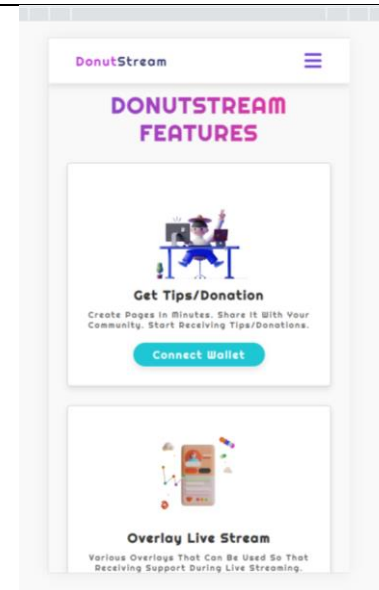 DonutStream
DONUTSTREAM
FEATURES
Get Tips/Donation
Create Pages In Minutes. Share It With Your
Community. Start Receiving Tips/Donations.
Connect Wallet
Overlay Live Stream
Various Overlays That Can Be Used So That
Receiving Support During Live Streaming.